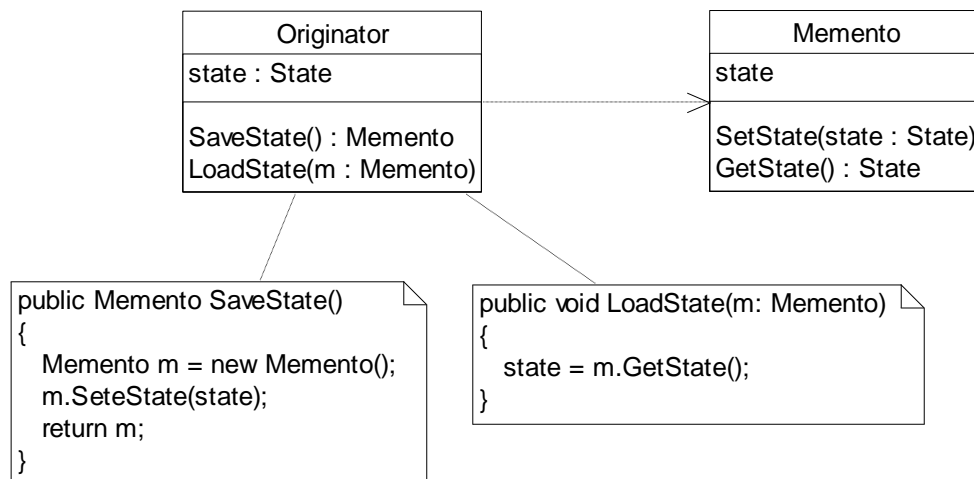 Originator
state : State
SaveState() : Memento
LoadState(m : Memento)
Memento
state
SetState(state : State)
GetState() : State
public Memento SaveState()
{
Memento m = new Memento();
m.SeteState(state);
return m;
}
public void LoadState(m: Memento)
{
state = m.GetState();
}